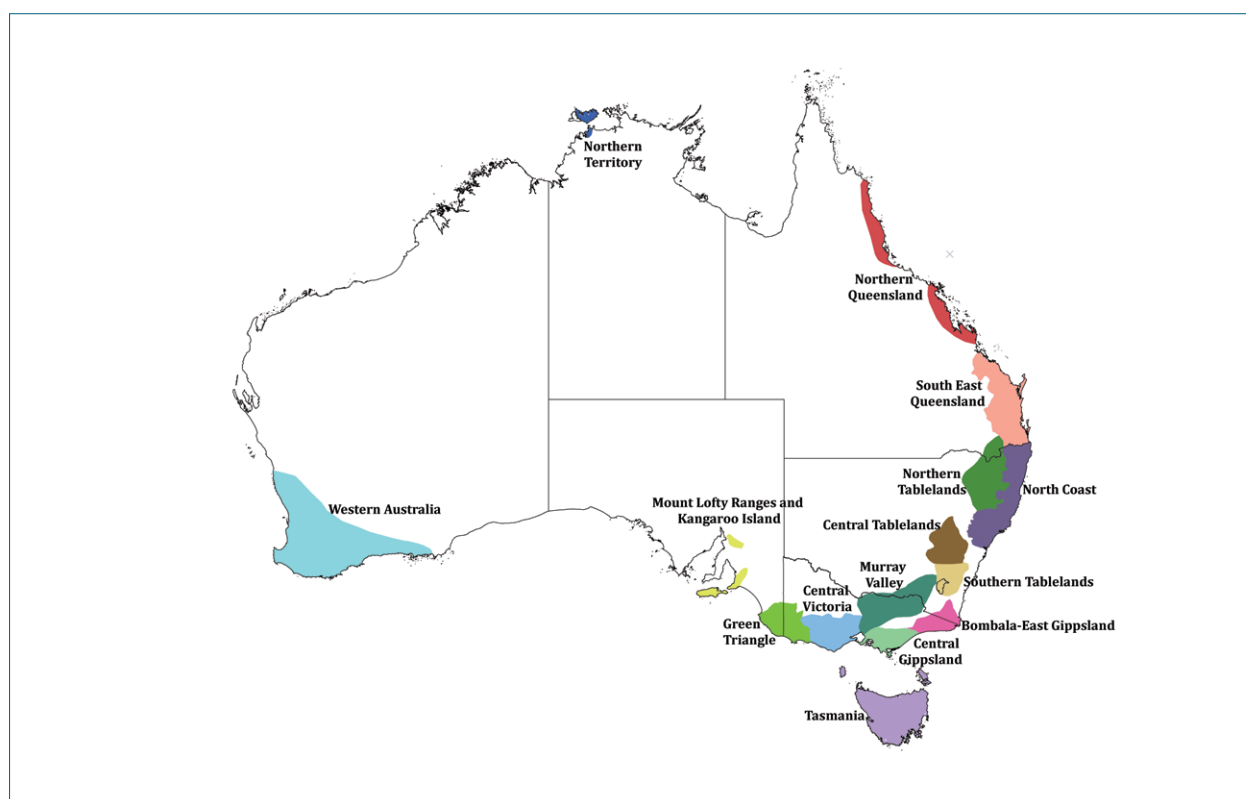 Northern
Territory
Northern
Queensland
South East
Queensland
Northern
Tablelands
North Coast
Western Australia
Mount Lofty Ranges and
Kangaroo Island
Central Tablelands
Murray
Valley
Southern Tablelands
Central
Victoria
Green
Triangle
Bombala-East Gippsland
Central
Gippsland
Tasmania